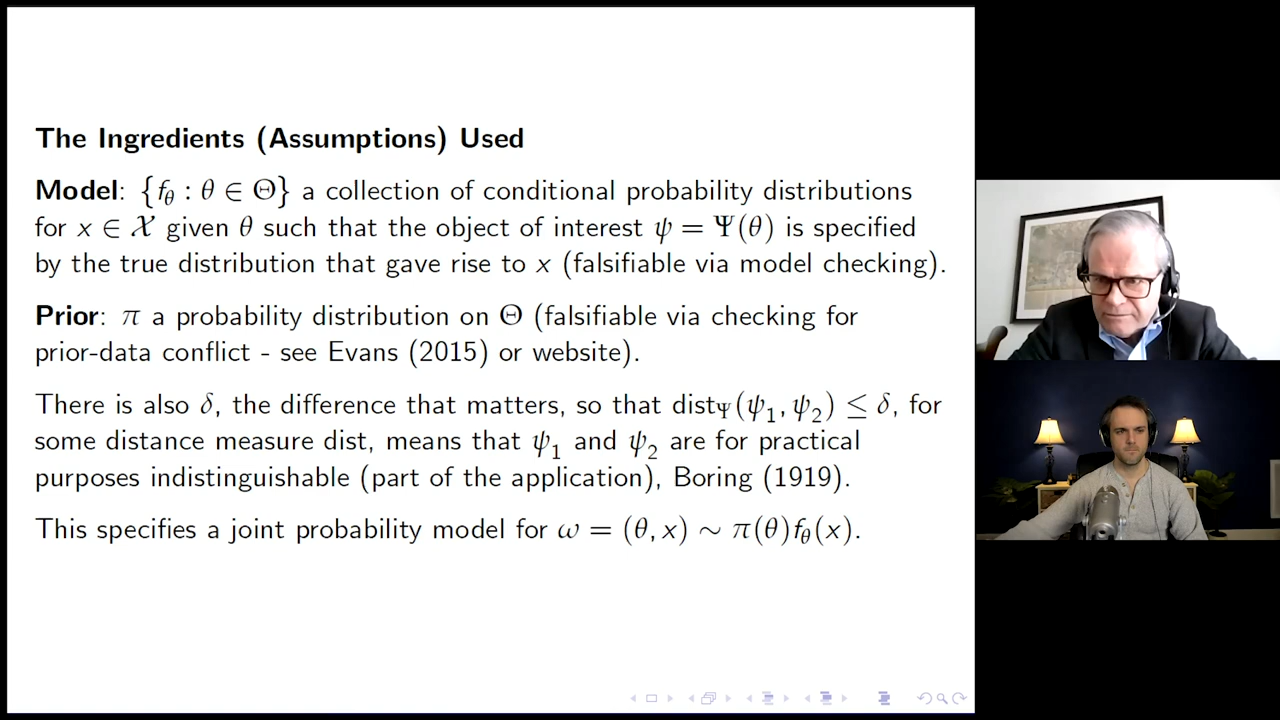 The Ingredients (Assumptions) Used
Model: {f_θ : θ ∈ Θ} a collection of conditional probability distributions
for x ∈ 𝒳 given θ such that the object of interest ψ = Ψ(θ) is specified
by the true distribution that gave rise to x (falsifiable via model checking).
Prior: π a probability distribution on Θ (falsifiable via checking for
prior-data conflict - see Evans (2015) or website).
There is also δ, the difference that matters, so that dist_Ψ(ψ₁, ψ₂) ≤ δ, for
some distance measure dist, means that ψ₁ and ψ₂ are for practical
purposes indistinguishable (part of the application), Boring (1919).
This specifies a joint probability model for ω = (θ, x) ∼ π(θ)f_θ(x).